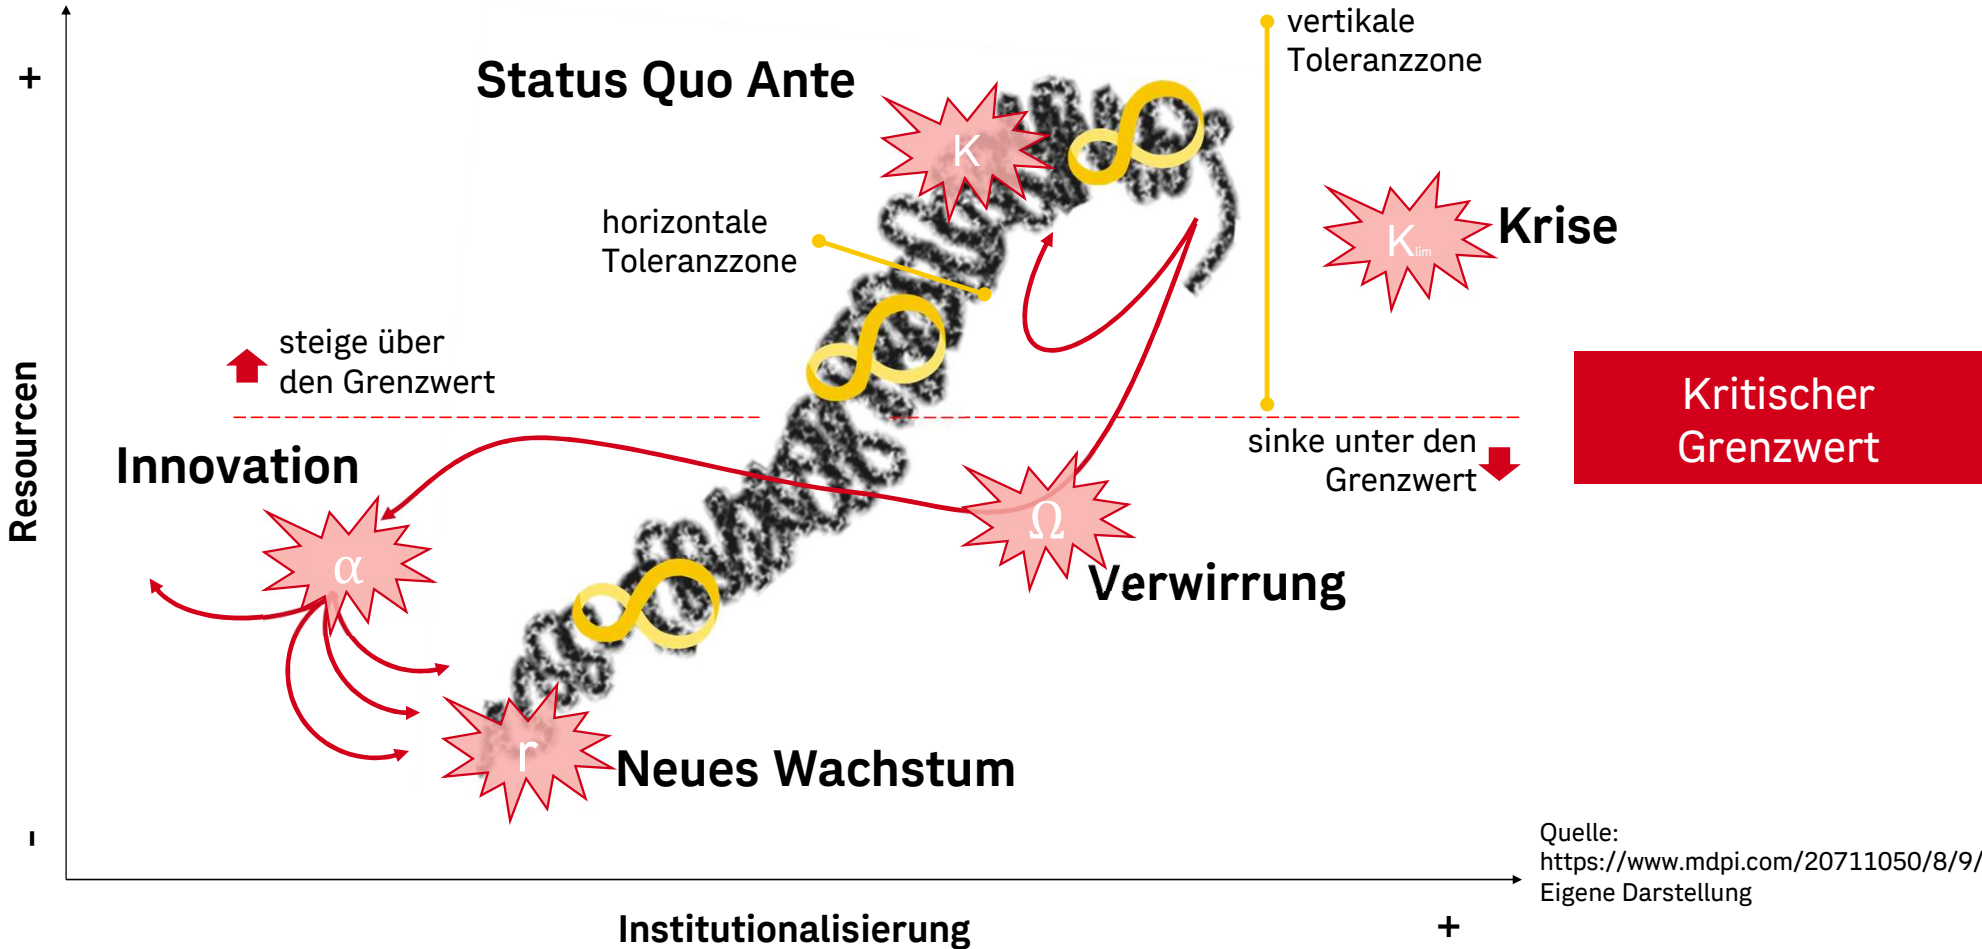 +
vertikale
Toleranzzone
Status Quo Ante
K
horizontale
Toleranzzone
K lim
Krise
steige über
den Grenzwert
Kritischer
Grenzwert
Resourcen
sinke unter den
Grenzwert
Innovation
α
Ω
Verwirrung
r
Neues Wachstum
-
Quelle:
https://www.mdpi.com/20711050/8/9/
Eigene Darstellung
Institutionalisierung
+